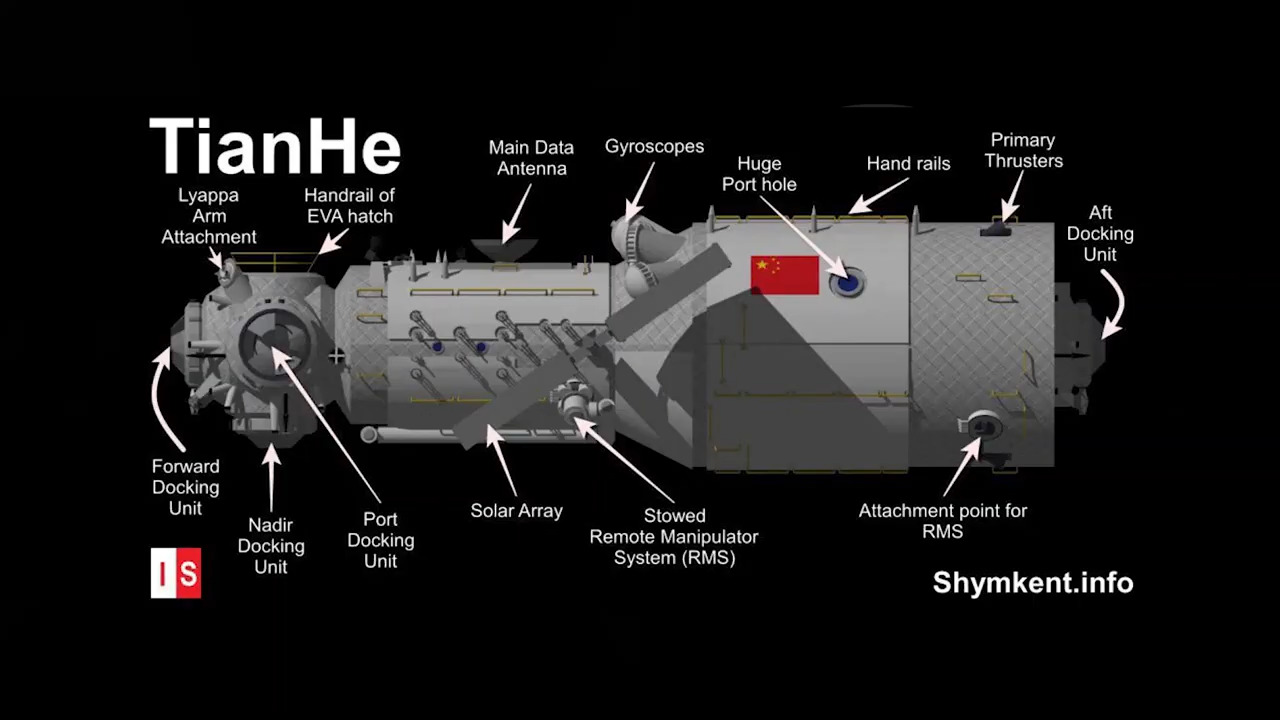 TianHe
Lyappa
Arm
Attachment
Handrail of
EVA hatch
Main Data
Antenna
Gyroscopes
Huge
Port hole
Hand rails
Primary
Thrusters
Aft
Docking
Unit
Forward
Docking
Unit
Nadir
Docking
Unit
Port
Docking
Unit
Solar Array
Stowed
Remote Manipulator
System (RMS)
Attachment point for
RMS
IS
Shymkent.info